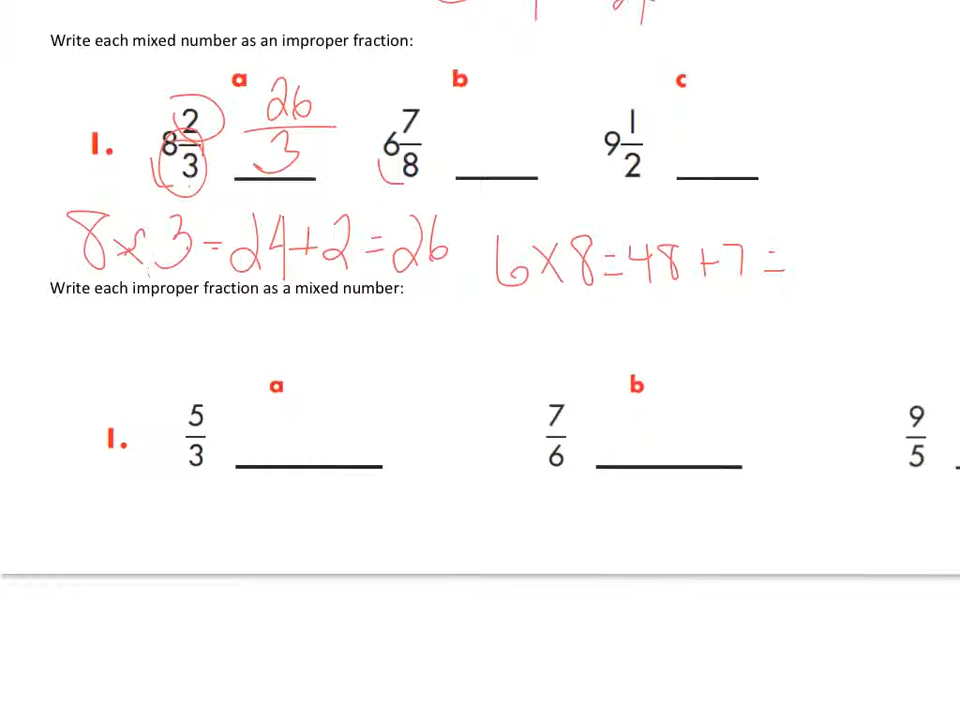 Write each mixed number as an improper fraction:
a b c
1. 8 2/3 26/3 6 7/8 9 1/2
8 x 3 = 24 + 2 = 26 6 x 8 = 48 + 7 =
Write each improper fraction as a mixed number:
a b
1. 5/3 7/6 9/5